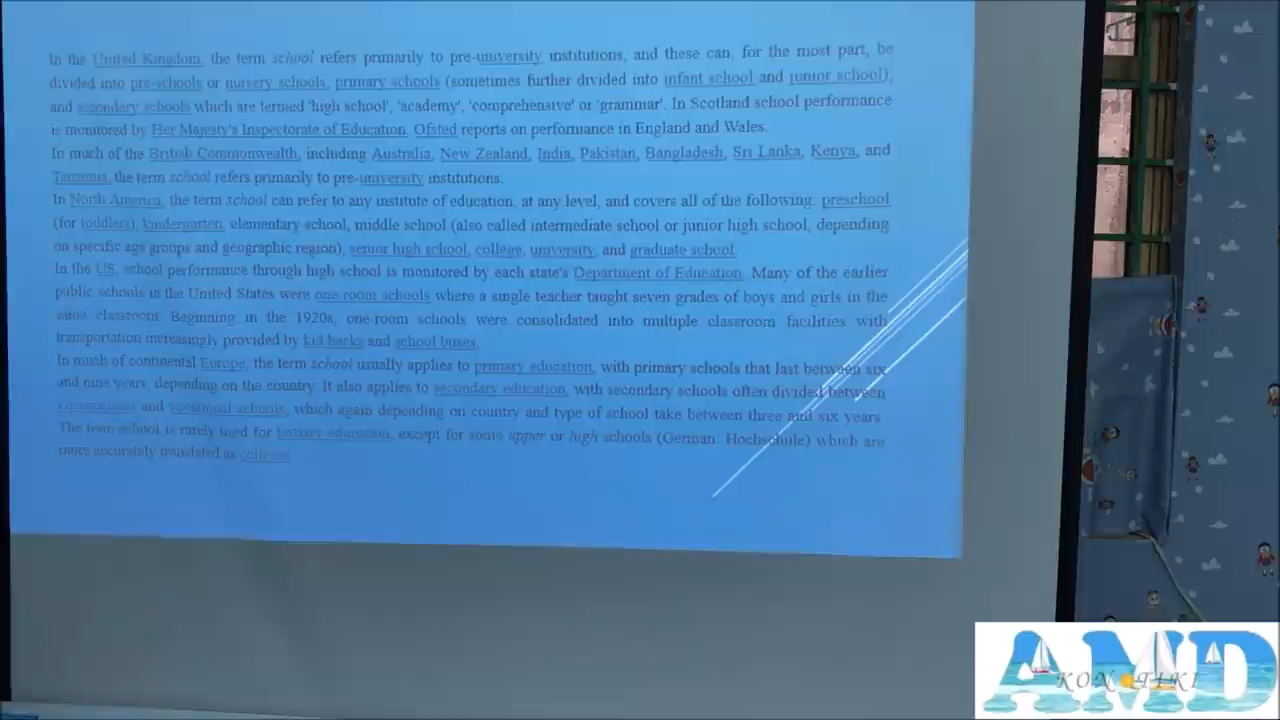 In the United Kingdom, the term school refers primarily to pre-university institutions, and these can, for the most part, be
divided into pre-schools or nursery schools, primary schools (sometimes further divided into infant school and junior school),
and secondary schools which are termed 'high school', 'academy', 'comprehensive' or 'grammar'. In Scotland school performance
is monitored by Her Majesty's Inspectorate of Education. Ofsted reports on performance in England and Wales.
In much of the British Commonwealth, including Australia, New Zealand, India, Pakistan, Bangladesh, Sri Lanka, Kenya, and
Tanzania, the term school refers primarily to pre-university institutions.
In North America, the term school can refer to any institute of education, at any level, and covers all of the following: preschool
(for toddlers), kindergarten, elementary school, middle school (also called intermediate school or junior high school, depending
on specific age groups and geographic region), senior high school, college, university, and graduate school.
In the US, school performance through high school is monitored by each state's Department of Education. Many of the earlier
public schools in the United States were one-room schools where a single teacher taught seven grades of boys and girls in the
same classroom. Beginning in the 1920s, one-room schools were consolidated into multiple classroom facilities with
transportation increasingly provided by kid hacks and school buses.
In much of continental Europe, the term school usually applies to primary education, with primary schools that last between six
and nine years, depending on the country. It also applies to secondary education, with secondary schools often divided between
and vocational schools, which again depending on country and type of school take between three and six years.
The term school is rarely used for tertiary education, except for some upper or high schools (German: Hochschule) which are
more accurately translated as colleges
AMD
KON TIKI